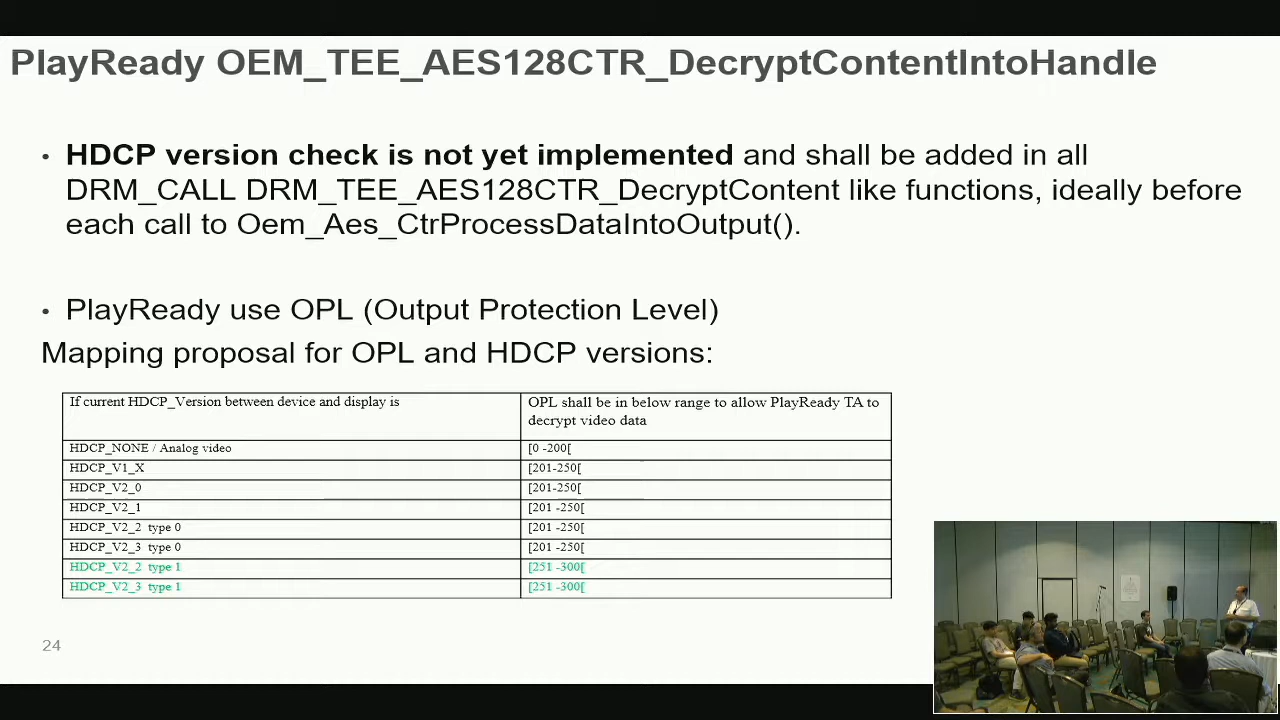 PlayReady OEM_TEE_AES128CTR_DecryptContentIntoHandle
• HDCP version check is not yet implemented and shall be added in all
DRM_CALL DRM_TEE_AES128CTR_DecryptContent like functions, ideally before
each call to Oem_Aes_CtrProcessDataIntoOutput().
• PlayReady use OPL (Output Protection Level)
Mapping proposal for OPL and HDCP versions:
If current HDCP_Version between device and display is
OPL shall be in below range to allow PlayReady TA to
decrypt video data
HDCP_NONE / Analog video [0 -200[
HDCP_V1_X [201-250[
HDCP_V2_0 [201-250[
HDCP_V2_1 [201 -250[
HDCP_V2_2 type 0 [201 -250[
HDCP_V2_3 type 0 [201 -250[
HDCP_V2_2 type 1 [251 -300[
HDCP_V2_3 type 1 [251 -300[
24